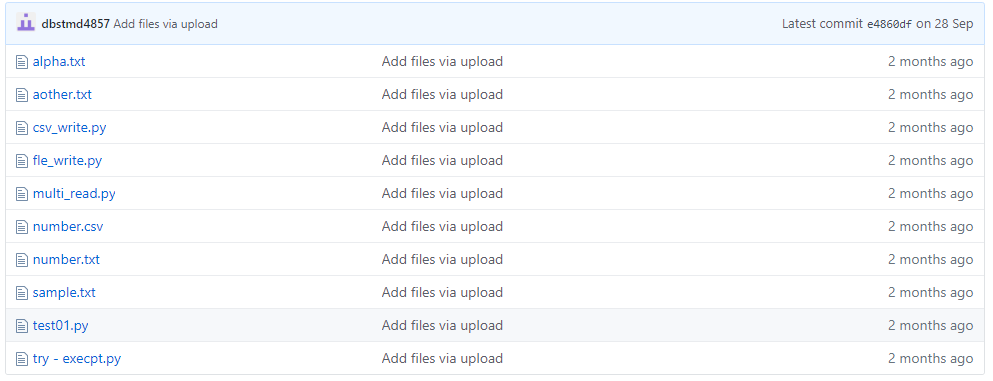 dbstmd4857 Add files via upload Latest commit e4860df on 28 Sep
alpha.txt Add files via upload 2 months ago
aother.txt Add files via upload 2 months ago
csv_write.py Add files via upload 2 months ago
fle_write.py Add files via upload 2 months ago
multi_read.py Add files via upload 2 months ago
number.csv Add files via upload 2 months ago
number.txt Add files via upload 2 months ago
sample.txt Add files via upload 2 months ago
test01.py Add files via upload 2 months ago
try - execpt.py Add files via upload 2 months ago